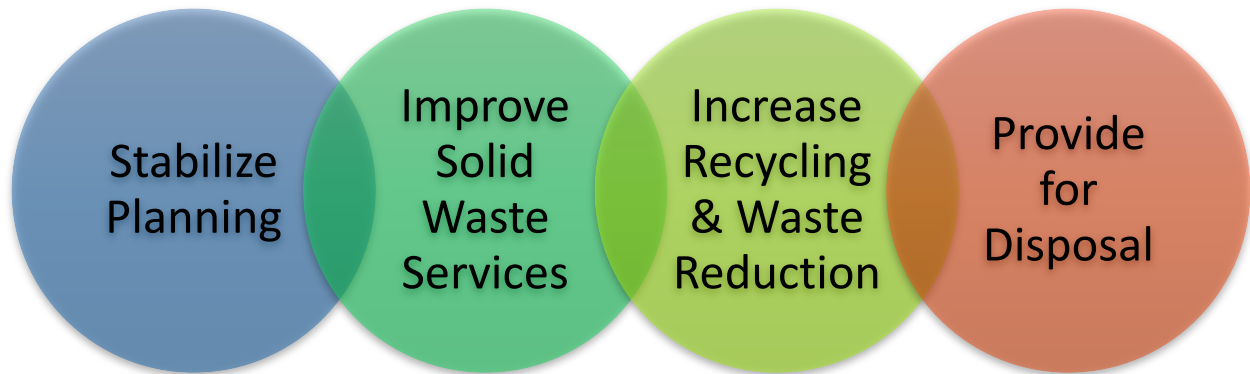 Stabilize
Planning
Improve
Solid
Waste
Services
Increase
Recycling
& Waste
Reduction
Provide
for
Disposal